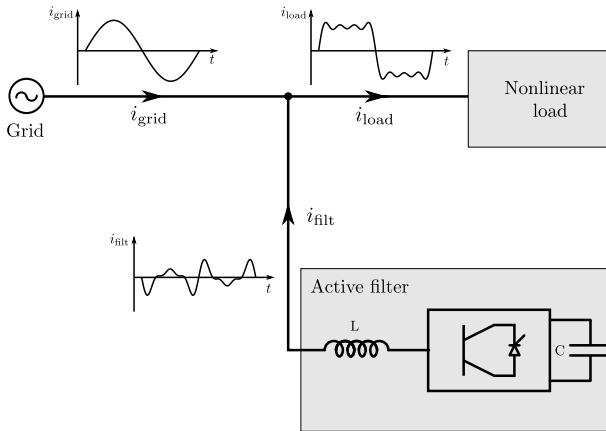 i_grid
t
i_load
t
Grid
i_grid
i_load
Nonlinear
load
i_filt
i_filt
t
Active filter
L
C